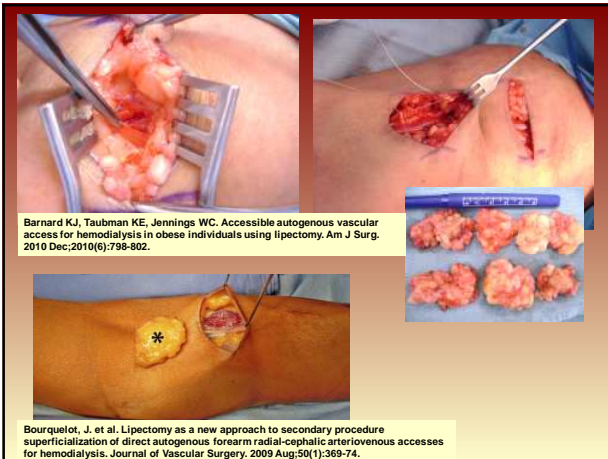 Barnard KJ, Taubman KE, Jennings WC. Accessible autogenous vascular
access for hemodialysis in obese individuals using lipectomy. Am J Surg.
2010 Dec;2010(6):798-802.
*
Bourquelot, J. et al. Lipectomy as a new approach to secondary procedure
superficialization of direct autogenous forearm radial-cephalic arteriovenous accesses
for hemodialysis. Journal of Vascular Surgery. 2009 Aug;50(1):369-74.